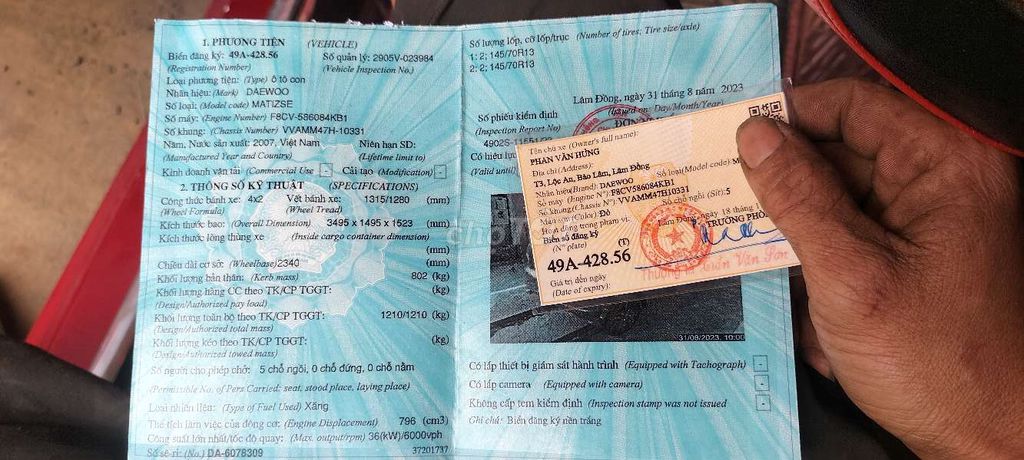 1. PHƯƠNG TIỆN (VEHICLE)
Biển đăng ký: 49A-428.56 Số quản lý: 2905V-023984
(Registration Number) (Vehicle Inspection No.)
Loại phương tiện: (Type) ô tô con
Nhãn hiệu: (Mark) DAEWOO
Số loại: (Model code) MATIZSE
Số máy: (Engine Number) F8CV-586084KB1
Số khung: (Chassis Number) VVAMM47H-10331
Năm, Nước sản xuất: 2007, Việt Nam Niên hạn SD:
(Manufactured Year and Country) (Lifetime limit to)
Kinh doanh vận tải: (Commercial Use) - Cải tạo (Modification) -
2. THÔNG SỐ KỸ THUẬT (SPECIFICATIONS)
Công thức bánh xe: 4x2 Vết bánh xe: 1315/1280 (mm)
(Wheel Formula) (Wheel Tread)
Kích thước bao: (Overall Dimension) 3495 x 1495 x 1523 (mm)
Kích thước lòng thùng xe (Inside cargo container dimension)
(mm)
Chiều dài cơ sở: (Wheelbase) 2340 (mm)
Khối lượng bản thân: (Kerb mass) 802 (kg)
Khối lượng hàng CC theo TK/CP TGGT: (kg)
(Design/Authorized pay load)
Khối lượng toàn bộ theo TK/CP TGGT: 1210/1210 (kg)
(Design/Authorized total mass)
Khối lượng kéo theo TK/CP TGGT: (kg)
(Design/Authorized towed mass)
Số người cho phép chở: 5 chỗ ngồi, 0 chỗ đứng, 0 chỗ nằm
(Permissible No. of Pers Carried: seat, stood place, laying place)
Loại nhiên liệu: (Type of Fuel Used) Xăng
Thể tích làm việc của động cơ: (Engine Displacement) 796 (cm3)
Công suất lớn nhất/tốc độ quay: (Max. output/rpm) 36(kW)/6000vph
Số sê-ri: (No.) DA-6078309 37201737
Số lượng lốp, cỡ lốp/trục (Number of tires; Tire size/axle)
1: 2; 145/70R13
2: 2; 145/70R13
Lâm Đồng, ngày 31 tháng 8 năm 2023
(Issued on: Day/Month/Year)
Số phiếu kiểm định
(Inspection Report No)
Có hiệu lực
(Valid until)
Tên chủ xe (Owner's full name):
PHAN VĂN HÙNG
Địa chỉ (Address):
T3, Lộc An, Bảo Lâm, Lâm Đồng
Nhãn hiệu (Brand): DAEWOO Số loại (Model code):
Số máy (Engine N°): F8CV586084KB1
Số khung (Chassis N°): VVAMM47H10331
Màu sơn (Color): Đỏ Số chỗ ngồi (Sit): 5
Hoạt động trong phạm vi:
Biển số đăng ký
(N° plate) (T)
49A-428.56
Giá trị đến ngày
(Date of expiry):
31/08/2023, 10:00
Có lắp thiết bị giám sát hành trình (Equipped with Tachograph) -
Có lắp camera (Equipped with camera) -
Không cấp tem kiểm định (Inspection stamp was not issued -
Ghi chú: Biển đăng ký nền trắng